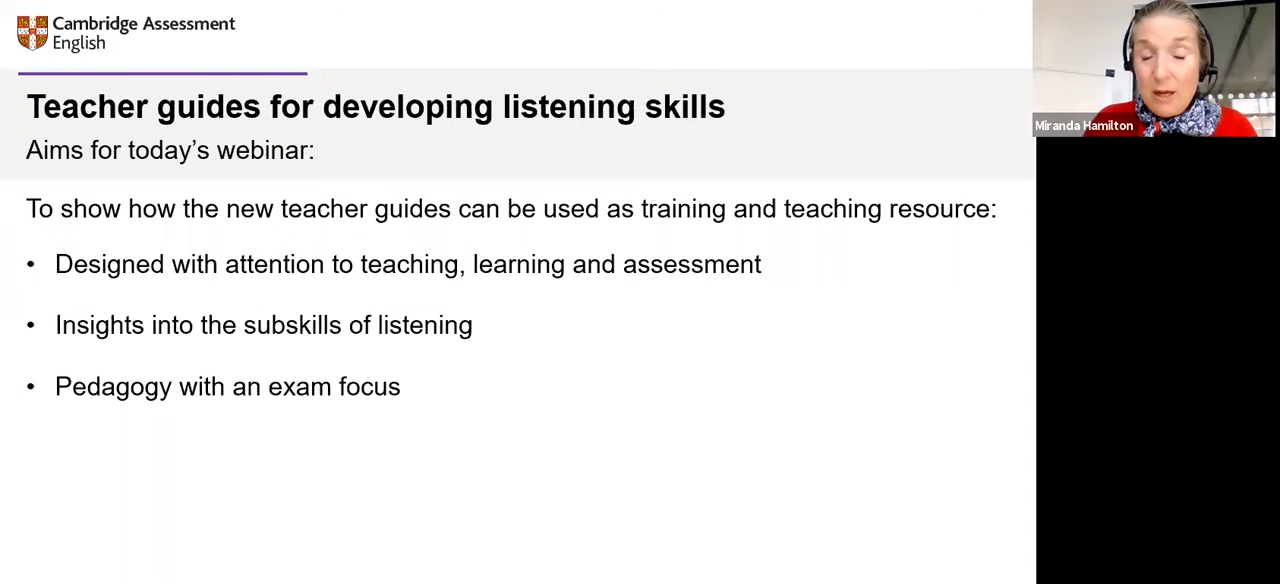 Cambridge Assessment
English
Teacher guides for developing listening skills
Aims for today’s webinar:
To show how the new teacher guides can be used as training and teaching resource:
• Designed with attention to teaching, learning and assessment
• Insights into the subskills of listening
• Pedagogy with an exam focus
Miranda Hamilton